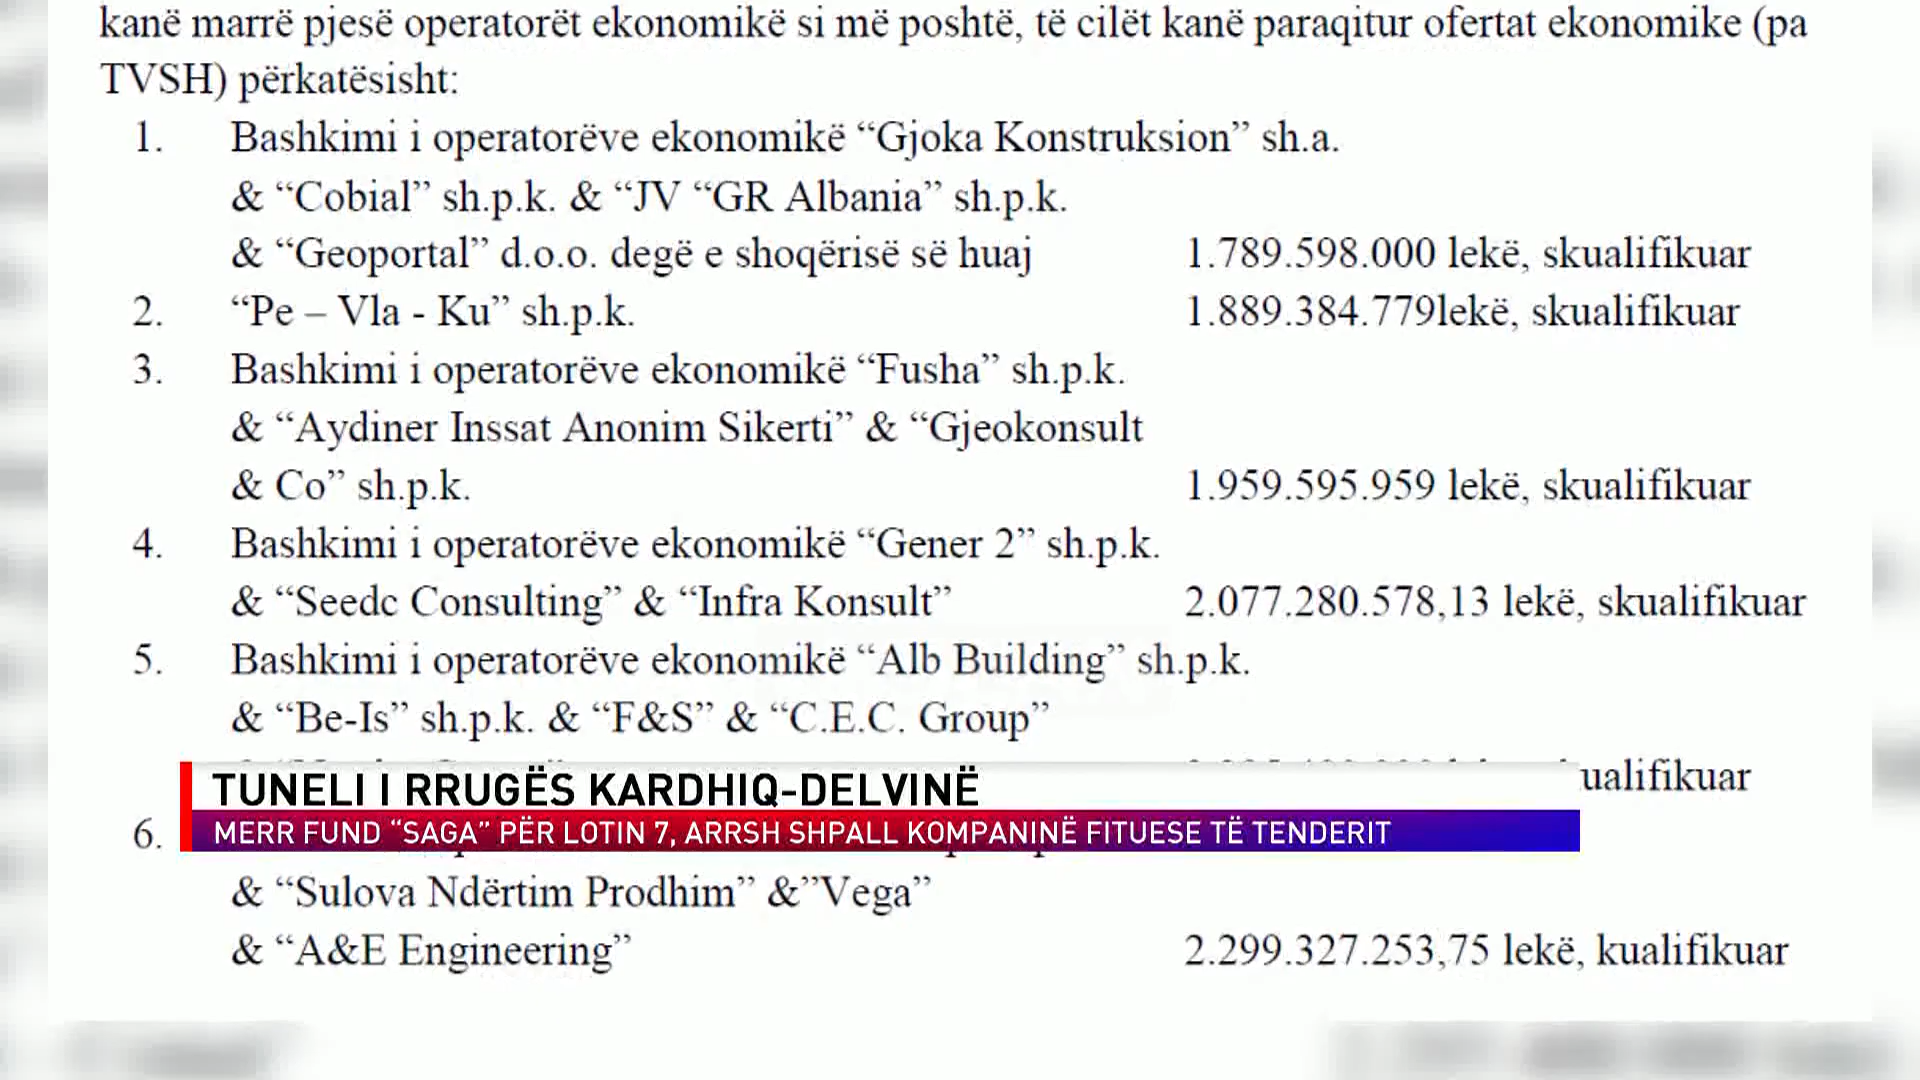 kanë marrë pjesë operatorët ekonomikë si më poshtë, të cilët kanë paraqitur ofertat ekonomike (pa
TVSH) përkatësisht:
1. Bashkimi i operatorëve ekonomikë “Gjoka Konstruksion” sh.a.
& “Cobial” sh.p.k. & “JV “GR Albania” sh.p.k.
& “Geoportal” d.o.o. degë e shoqërisë së huaj 1.789.598.000 lekë, skualifikuar
2. “Pe – Vla - Ku” sh.p.k. 1.889.384.779lekë, skualifikuar
3. Bashkimi i operatorëve ekonomikë “Fusha” sh.p.k.
& “Aydiner Inssat Anonim Sikerti” & “Gjeokonsult
& Co” sh.p.k. 1.959.595.959 lekë, skualifikuar
4. Bashkimi i operatorëve ekonomikë “Gener 2” sh.p.k.
& “Seedc Consulting” & “Infra Konsult” 2.077.280.578,13 lekë, skualifikuar
5. Bashkimi i operatorëve ekonomikë “Alb Building” sh.p.k.
& “Be-Is” sh.p.k. & “F&S” & “C.E.C. Group”
ualifikuar
TUNELI I RRUGËS KARDHIQ-DELVINË
6.
MERR FUND “SAGA” PËR LOTIN 7, ARRSH SHPALL KOMPANINË FITUESE TË TENDERIT
& “Sulova Ndërtim Prodhim” &”Vega”
& “A&E Engineering” 2.299.327.253,75 lekë, kualifikuar